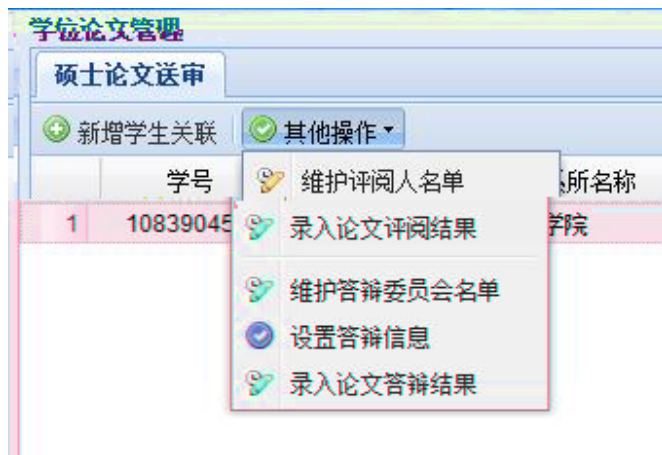 学位论文管理
硕士论文送审
新增学生关联 其他操作
学号 系所名称
维护评阅人名单
1 10839045 学院
录入论文评阅结果
维护答辩委员会名单
设置答辩信息
录入论文答辩结果